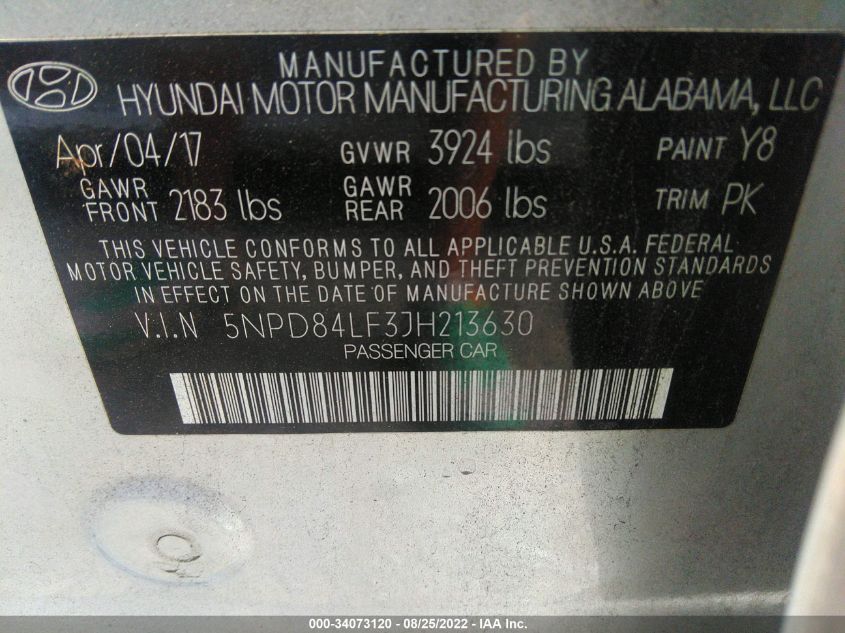 MANUFACTURED BY
HYUNDAI MOTOR MANUFACTURING ALABAMA, LLC
Apr/04/17 GVWR 3924 lbs PAINT Y8
GAWR FRONT 2183 lbs GAWR REAR 2006 lbs TRIM PK
THIS VEHICLE CONFORMS TO ALL APPLICABLE U.S.A. FEDERAL
MOTOR VEHICLE SAFETY, BUMPER, AND THEFT PREVENTION STANDARDS
IN EFFECT ON THE DATE OF MANUFACTURE SHOWN ABOVE.
V.I.N 5NPD84LF3JH213630
PASSENGER CAR
000-34073120 - 08/25/2022 - IAA Inc.